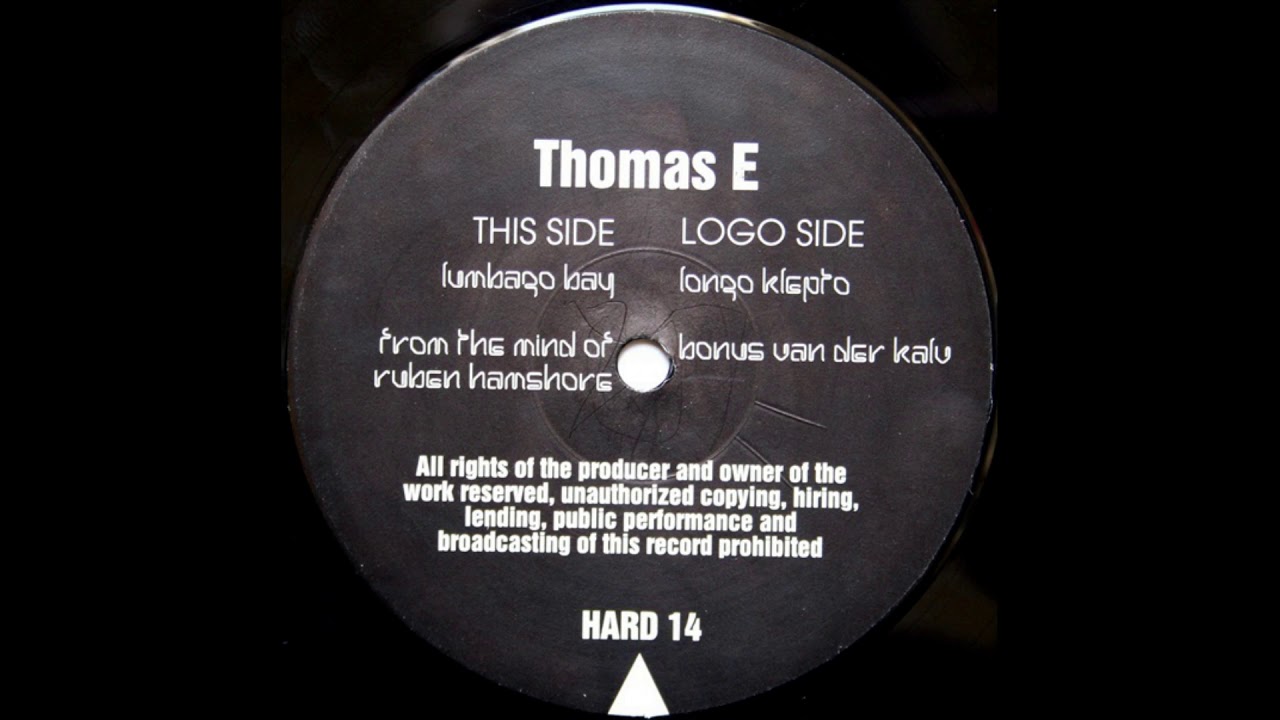 Thomas E
THIS SIDE
lumbago bay
from the mind of
ruben hamshore
LOGO SIDE
longo klepto
bonus van der kalv
All rights of the producer and owner of the
work reserved, unauthorized copying, hiring,
lending, public performance and
broadcasting of this record prohibited
HARD 14